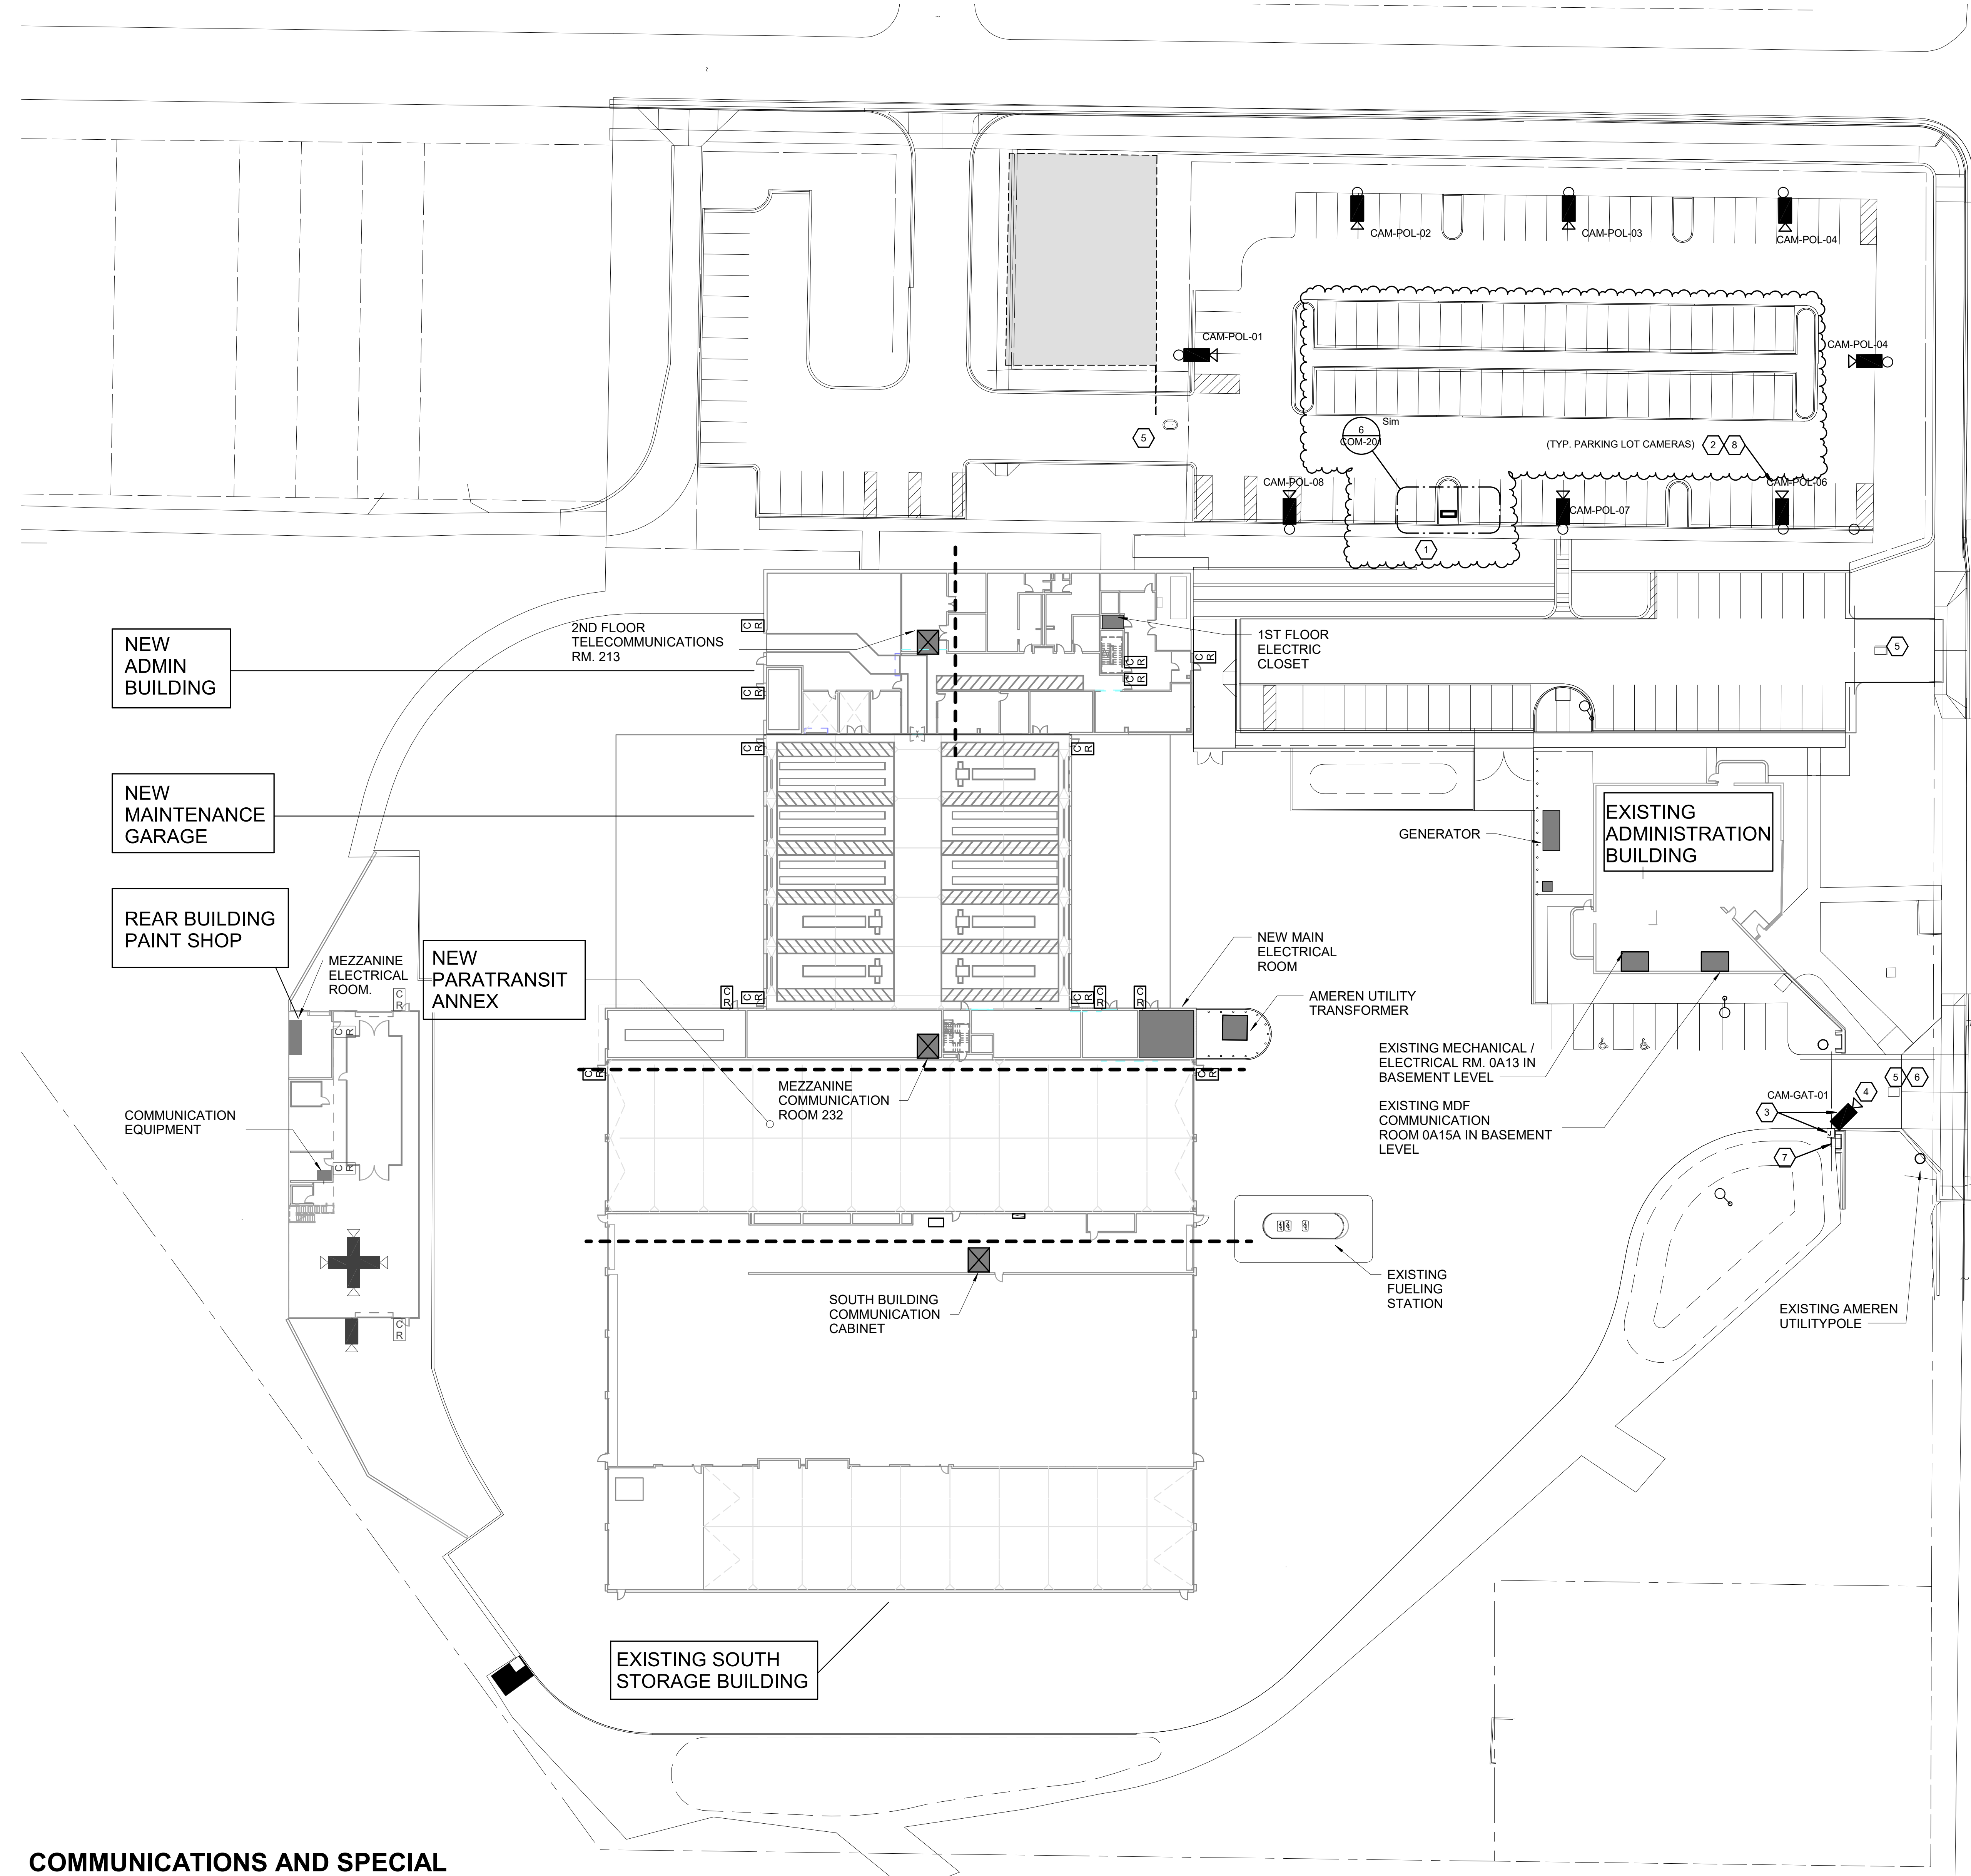 CAM-POL-02
CAM-POL-03
CAM-POL-04
CAM-POL-01
CAM-POL-04
5
6
COM-201
Sim
(TYP. PARKING LOT CAMERAS)
2
8
CAM-POL-08
CAM-POL-06
CAM-POL-07
1
NEW
ADMIN
BUILDING
2ND FLOOR
TELECOMMUNICATIONS
RM. 213
C R
C R
C R
C R
C R
1ST FLOOR
ELECTRIC
CLOSET
5
C R
C R
NEW
MAINTENANCE
GARAGE
GENERATOR
EXISTING
ADMINISTRATION
BUILDING
REAR BUILDING
PAINT SHOP
MEZZANINE
ELECTRICAL
ROOM.
NEW
PARATRANSIT
ANNEX
NEW MAIN
ELECTRICAL
ROOM
AMEREN UTILITY
TRANSFORMER
C
R
C
R
C R
C R
C
R
C
R
C R
C R
C R
C R
EXISTING MECHANICAL /
ELECTRICAL RM. 0A13 IN
BASEMENT LEVEL
EXISTING MDF
COMMUNICATION
ROOM 0A15A IN BASEMENT
LEVEL
CAM-GAT-01
3
4
5
6
7
MEZZANINE
COMMUNICATION
ROOM 232
COMMUNICATION
EQUIPMENT
SOUTH BUILDING
COMMUNICATION
CABINET
EXISTING
FUELING
STATION
EXISTING AMEREN
UTILITYPOLE
C
R
EXISTING SOUTH
STORAGE BUILDING
COMMUNICATIONS AND SPECIAL